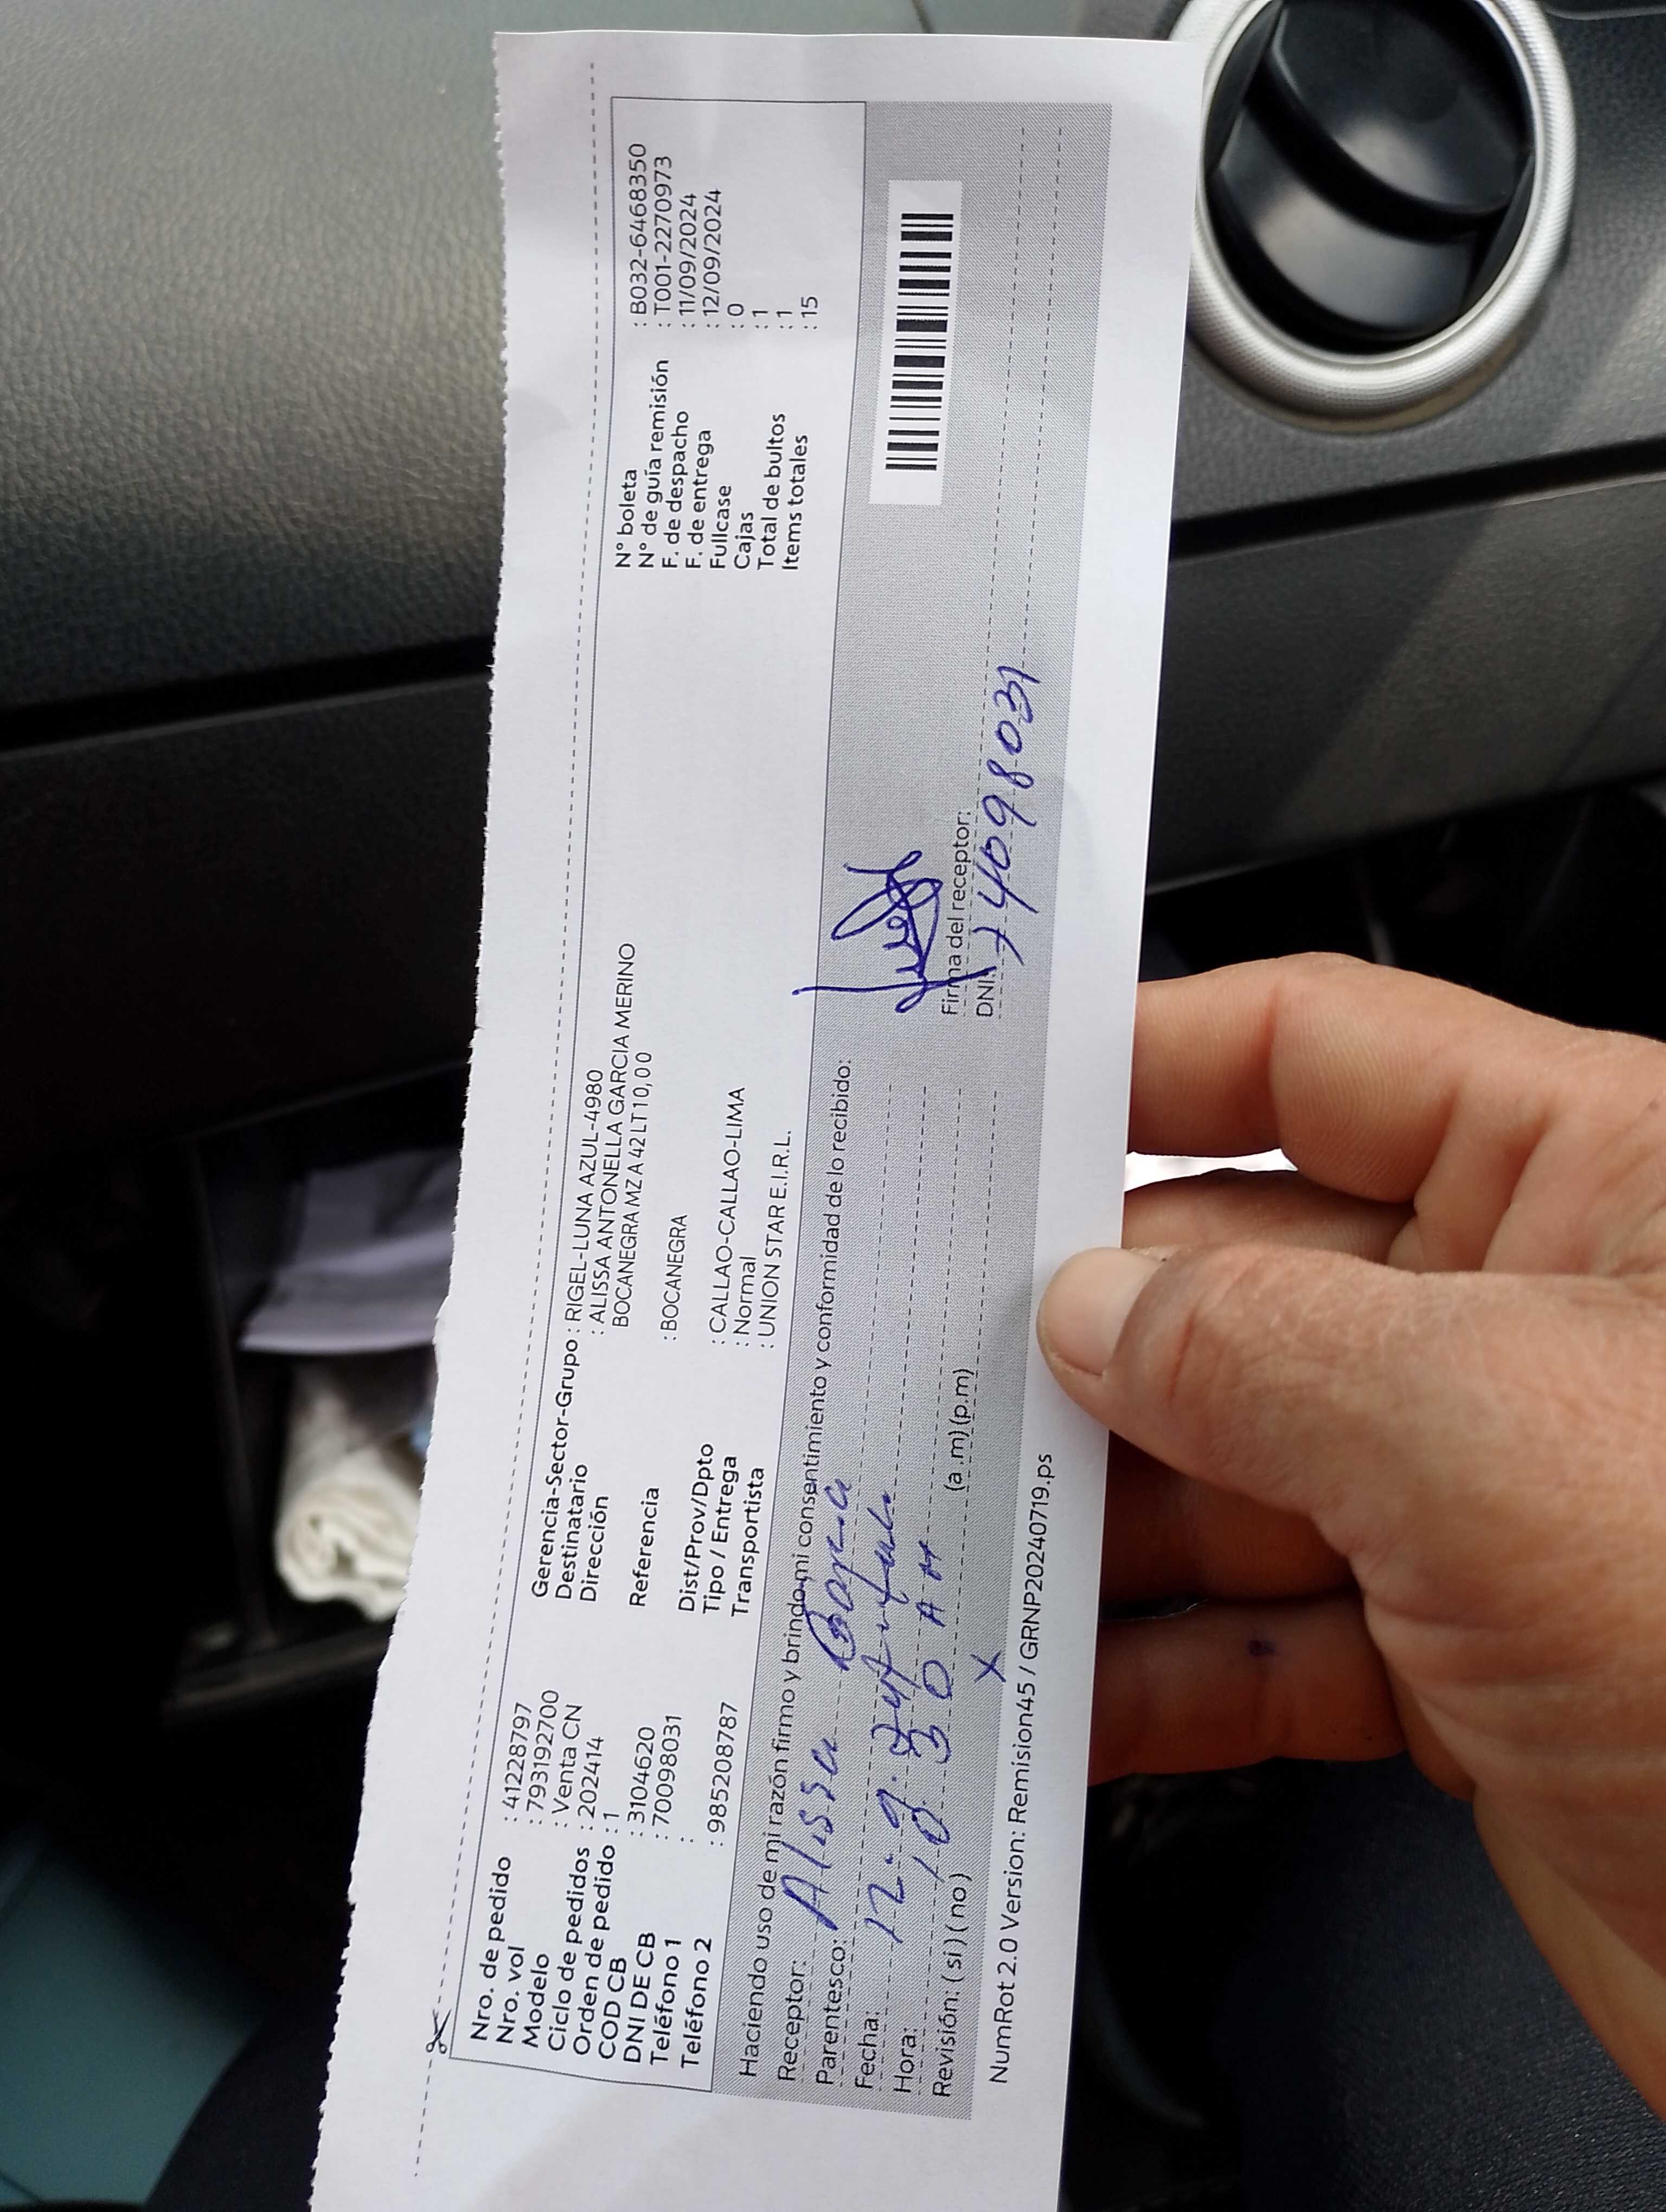 Nro. de pedido : 41228797
Nro. vol : 793192700
Modelo : Venta CN
Ciclo de pedidos : 202414
Orden de pedido : 1
COD CB : 3104620
DNI DE CB : 70098031
Teléfono 1 :
Teléfono 2 : 985208787
Gerencia-Sector-Grupo : RIGEL-LUNA AZUL-4980
Destinatario : ALISSA ANTONELLA GARCIA MERINO
Dirección BOCANEGRA MZ A 42 LT 10,00
Referencia : BOCANEGRA
Dist/Prov/Dpto : CALLAO-CALLAO-LIMA
Tipo / Entrega : Normal
Transportista : UNION STAR E.I.R.L.
N° boleta : B032-6468350
N° de guía remisión : T001-2270973
F. de despacho : 11/09/2024
F. de entrega : 12/09/2024
Fullcase : 0
Cajas : 1
Total de bultos : 1
Items totales : 15
Haciendo uso de mi razón firmo y brindo mi consentimiento y conformidad de lo recibido:
Receptor: Alissa
Parentesco:
Fecha: 12. 9. 24
Hora: 10. 30 AM (a .m) (p.m)
Revisión: ( si ) ( no ) X
Firma del receptor:
DNI: 74098031
NumRot 2.0 Version: Remision45 / GRNP20240719.ps